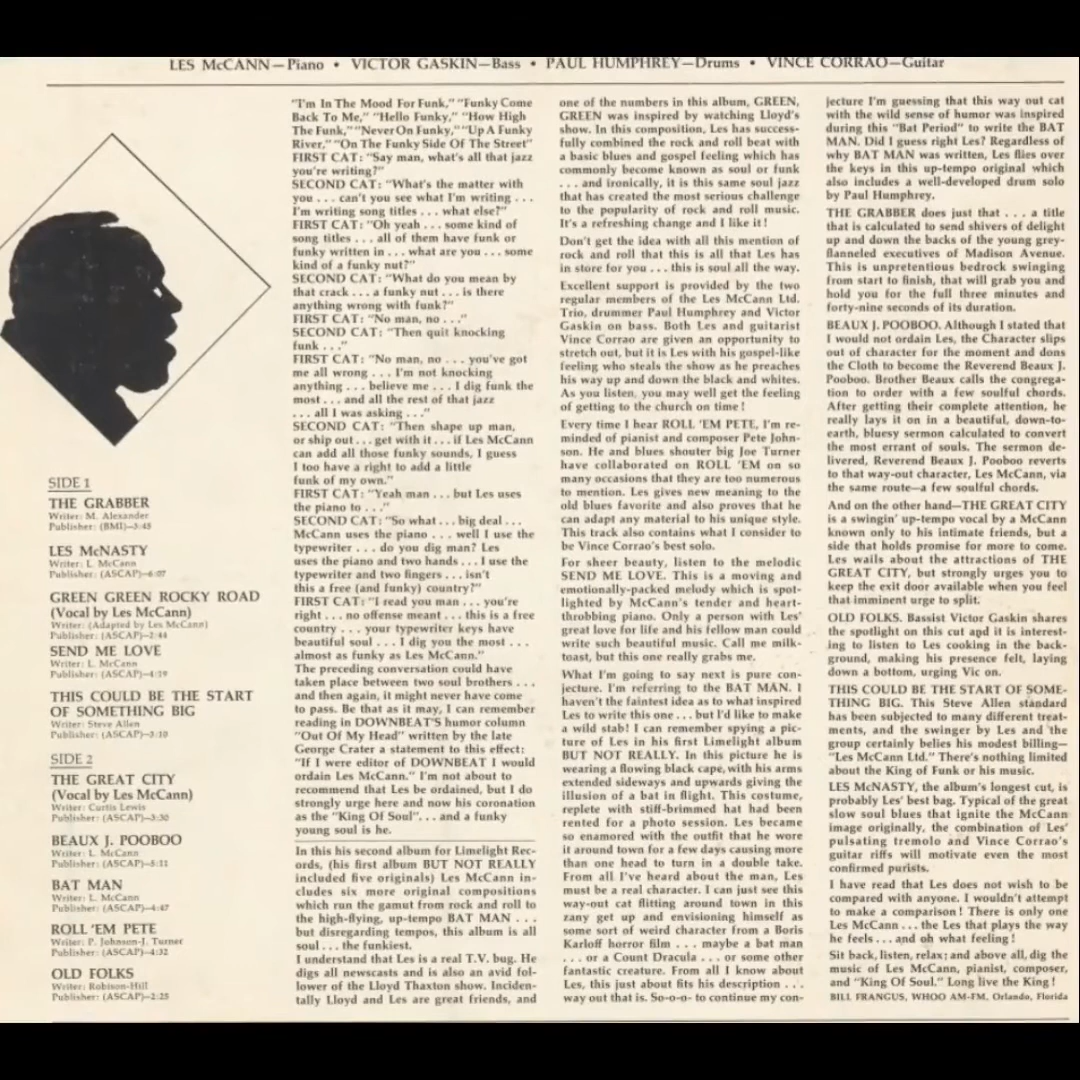 LES McCANN—Piano • VICTOR GASKIN—Bass • PAUL HUMPHREY—Drums • VINCE CORRAO—Guitar
SIDE 1
THE GRABBER
Writer: M. Alexander
Publisher: (BMI)—3:45
LES McNASTY
Writer: L. McCann
Publisher: (ASCAP)—6:07
GREEN GREEN ROCKY ROAD
(Vocal by Les McCann)
Writer: (Adapted by Les McCann)
Publisher: (ASCAP)—2:44
SEND ME LOVE
Writer: L. McCann
Publisher: (ASCAP)—4:19
THIS COULD BE THE START
OF SOMETHING BIG
Writer: Steve Allen
Publisher: (ASCAP)—3:10
SIDE 2
THE GREAT CITY
(Vocal by Les McCann)
Writer: Curtis Lewis
Publisher: (ASCAP)—3:30
BEAUX J. POOBOO
Writer: L. McCann
Publisher: (ASCAP)—5:11
BAT MAN
Writer: L. McCann
Publisher: (ASCAP)—4:47
ROLL 'EM PETE
Writer: P. Johnson-J. Turner
Publisher: (ASCAP)—4:32
OLD FOLKS
Writer: Robison-Hill
Publisher: (ASCAP)—2:25
"I'm In The Mood For Funk," "Funky Come
Back To Me," "Hello Funky," "How High
The Funk," "Never On Funky," "Up A Funky
River," "On The Funky Side Of The Street"
FIRST CAT: "Say man, what's all that jazz
you're writing?"
SECOND CAT: "What's the matter with
you . . . can't you see what I'm writing . . .
I'm writing song titles . . . what else?"
FIRST CAT: "Oh yeah . . . some kind of
song titles . . . all of them have funk or
funky written in . . . what are you . . . some
kind of a funky nut?"
SECOND CAT: "What do you mean by
that crack . . . a funky nut . . . is there
anything wrong with funk?"
FIRST CAT: "No man, no . . ."
SECOND CAT: "Then quit knocking
funk . . ."
FIRST CAT: "No man, no . . . you've got
me all wrong . . . I'm not knocking
anything . . . believe me . . . I dig funk the
most . . . and all the rest of that jazz
. . . all I was asking . . ."
SECOND CAT: "Then shape up man,
or ship out . . . get with it . . . if Les McCann
can add all those funky sounds, I guess
I too have a right to add a little
funk of my own."
FIRST CAT: "Yeah man . . . but Les uses
the piano to . . ."
SECOND CAT: "So what . . . big deal . . .
McCann uses the piano . . . well I use the
typewriter . . . do you dig man? Les
uses the piano and two hands . . . I use the
typewriter and two fingers . . . isn't
this a free (and funky) country?"
FIRST CAT: "I read you man . . . you're
right . . . no offense meant . . . this is a free
country . . . your typewriter keys have
beautiful soul . . . I dig you the most . . .
almost as funky as Les McCann."
The preceding conversation could have
taken place between two soul brothers . . .
and then again, it might never have come
to pass. Be that as it may, I can remember
reading in DOWNBEAT'S humor column
"Out Of My Head" written by the late
George Crater a statement to this effect:
"If I were editor of DOWNBEAT I would
ordain Les McCann." I'm not about to
recommend that Les be ordained, but I do
strongly urge here and now his coronation
as the "King Of Soul". . . and a funky
young soul is he.
In this his second album for Limelight Rec-
ords, (his first album BUT NOT REALLY
included five originals) Les McCann in-
cludes six more original compositions
which run the gamut from rock and roll to
the high-flying, up-tempo BAT MAN . . .
but disregarding tempos, this album is all
soul . . . the funkiest.
I understand that Les is a real T.V. bug. He
digs all newscasts and is also an avid fol-
lower of the Lloyd Thaxton show. Inciden-
tally Lloyd and Les are great friends, and
one of the numbers in this album, GREEN,
GREEN was inspired by watching Lloyd's
show. In this composition, Les has success-
fully combined the rock and roll beat with
a basic blues and gospel feeling which has
commonly become known as soul or funk
. . . and ironically, it is this same soul jazz
that has created the most serious challenge
to the popularity of rock and roll music.
It's a refreshing change and I like it!
Don't get the idea with all this mention of
rock and roll that this is all that Les has
in store for you . . . this is soul all the way.
Excellent support is provided by the two
regular members of the Les McCann Ltd.
Trio, drummer Paul Humphrey and Victor
Gaskin on bass. Both Les and guitarist
Vince Corrao are given an opportunity to
stretch out, but it is Les with his gospel-like
feeling who steals the show as he preaches
his way up and down the black and whites.
As you listen, you may well get the feeling
of getting to the church on time!
Every time I hear ROLL 'EM PETE, I'm re-
minded of pianist and composer Pete John-
son. He and blues shouter big Joe Turner
have collaborated on ROLL 'EM on so
many occasions that they are too numerous
to mention. Les gives new meaning to the
old blues favorite and also proves that he
can adapt any material to his unique style.
This track also contains what I consider to
be Vince Corrao's best solo.
For sheer beauty, listen to the melodic
SEND ME LOVE. This is a moving and
emotionally-packed melody which is spot-
lighted by McCann's tender and heart-
throbbing piano. Only a person with Les'
great love for life and his fellow man could
write such beautiful music. Call me milk-
toast, but this one really grabs me.
What I'm going to say next is pure con-
jecture. I'm referring to the BAT MAN. I
haven't the faintest idea as to what inspired
Les to write this one . . . but I'd like to make
a wild stab! I can remember spying a pic-
ture of Les in his first Limelight album
BUT NOT REALLY. In this picture he is
wearing a flowing black cape, with his arms
extended sideways and upwards giving the
illusion of a bat in flight. This costume,
replete with stiff-brimmed hat had been
rented for a photo session. Les became
so enamored with the outfit that he wore
it around town for a few days causing more
than one head to turn in a double take.
From all I've heard about the man, Les
must be a real character. I can just see this
way-out cat flitting around town in this
zany get up and envisioning himself as
some sort of weird character from a Boris
Karloff horror film . . . maybe a bat man
. . . or a Count Dracula . . . or some other
fantastic creature. From all I know about
Les, this just about fits his description . . .
way out that is. So-o-o- to continue my con-
jecture I'm guessing that this way out cat
with the wild sense of humor was inspired
during this "Bat Period" to write the BAT
MAN. Did I guess right Les? Regardless of
why BAT MAN was written, Les flies over
the keys in this up-tempo original which
also includes a well-developed drum solo
by Paul Humphrey.
THE GRABBER does just that . . . a title
that is calculated to send shivers of delight
up and down the backs of the young grey-
flanneled executives of Madison Avenue.
This is unpretentious bedrock swinging
from start to finish, that will grab you and
hold you for the full three minutes and
forty-nine seconds of its duration.
BEAUX J. POOBOO. Although I stated that
I would not ordain Les, the Character slips
out of character for the moment and dons
the Cloth to become the Reverend Beaux J.
Pooboo. Brother Beaux calls the congrega-
tion to order with a few soulful chords.
After getting their complete attention, he
really lays it on in a beautiful, down-to-
earth, bluesy sermon calculated to convert
the most errant of souls. The sermon de-
livered, Reverend Beaux J. Pooboo reverts
to that way-out character, Les McCann, via
the same route—a few soulful chords.
And on the other hand—THE GREAT CITY
is a swingin' up-tempo vocal by a McCann
known only to his intimate friends, but a
side that holds promise for more to come.
Les wails about the attractions of THE
GREAT CITY, but strongly urges you to
keep the exit door available when you feel
that imminent urge to split.
OLD FOLKS. Bassist Victor Gaskin shares
the spotlight on this cut and it is interest-
ing to listen to Les cooking in the back-
ground, making his presence felt, laying
down a bottom, urging Vic on.
THIS COULD BE THE START OF SOME-
THING BIG. This Steve Allen standard
has been subjected to many different treat-
ments, and the swinger by Les and the
group certainly belies his modest billing—
"Les McCann Ltd." There's nothing limited
about the King of Funk or his music.
LES McNASTY, the album's longest cut, is
probably Les' best bag. Typical of the great
slow soul blues that ignite the McCann
image originally, the combination of Les'
pulsating tremolo and Vince Corrao's
guitar riffs will motivate even the most
confirmed purists.
I have read that Les does not wish to be
compared with anyone. I wouldn't attempt
to make a comparison! There is only one
Les McCann . . . the Les that plays the way
he feels . . . and oh what feeling!
Sit back, listen, relax; and above all, dig the
music of Les McCann, pianist, composer,
and "King Of Soul." Long live the King!
BILL FRANGUS, WHOO AM-FM, Orlando, Florida